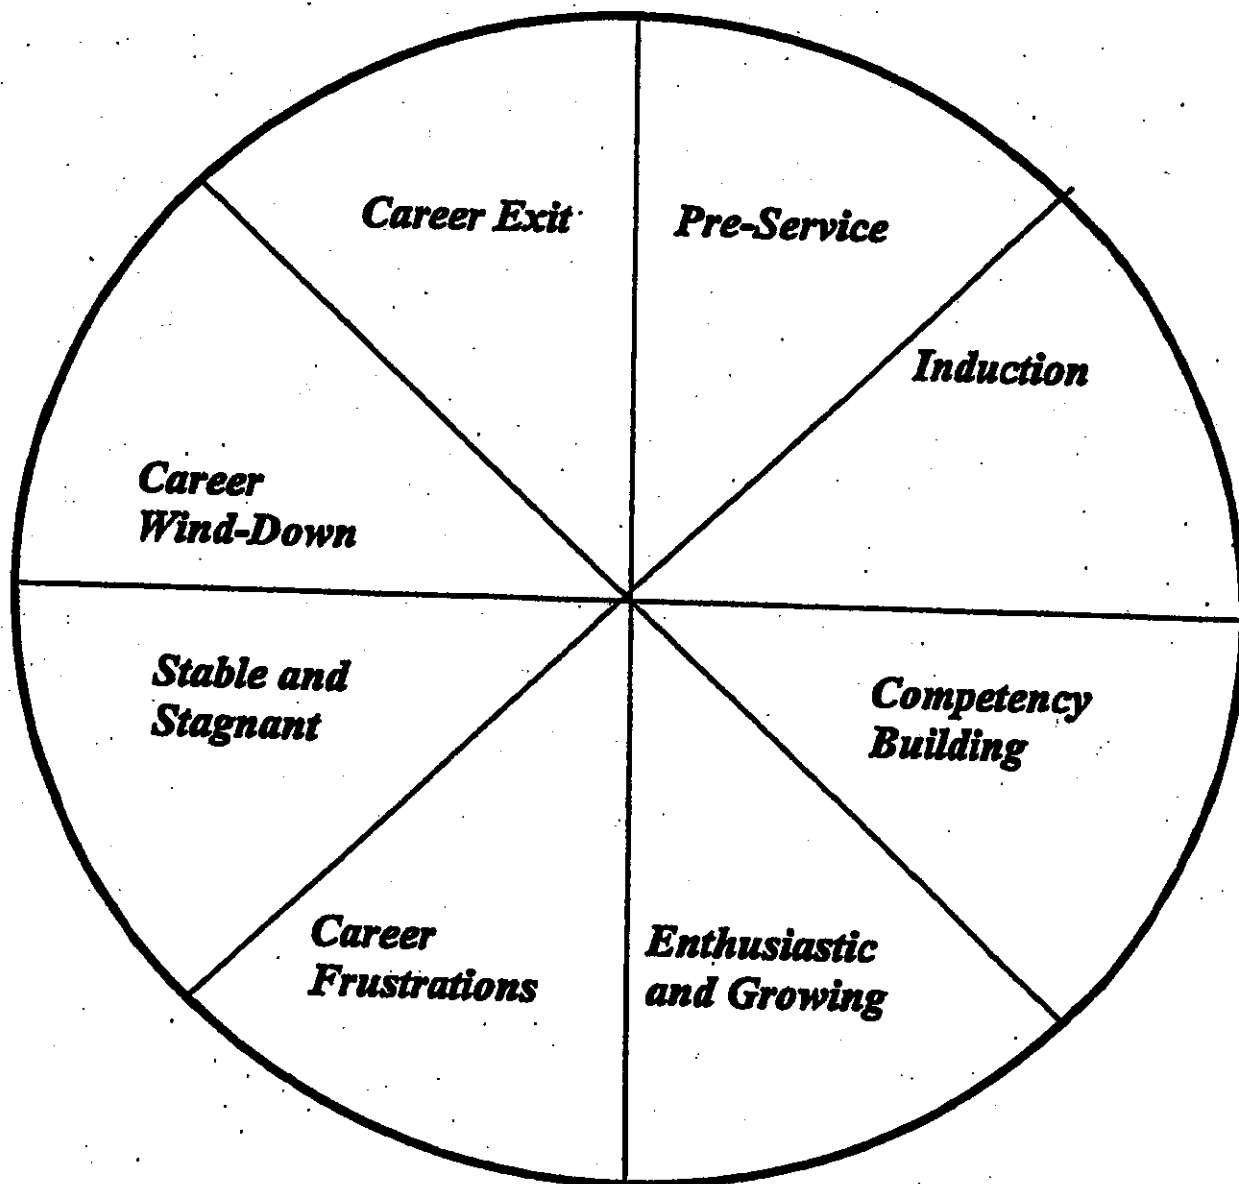 Career Exit
Pre-Service
Induction
Career
Wind-Down
Stable and
Stagnant
Competency
Building
Career
Frustrations
Enthusiastic
and Growing